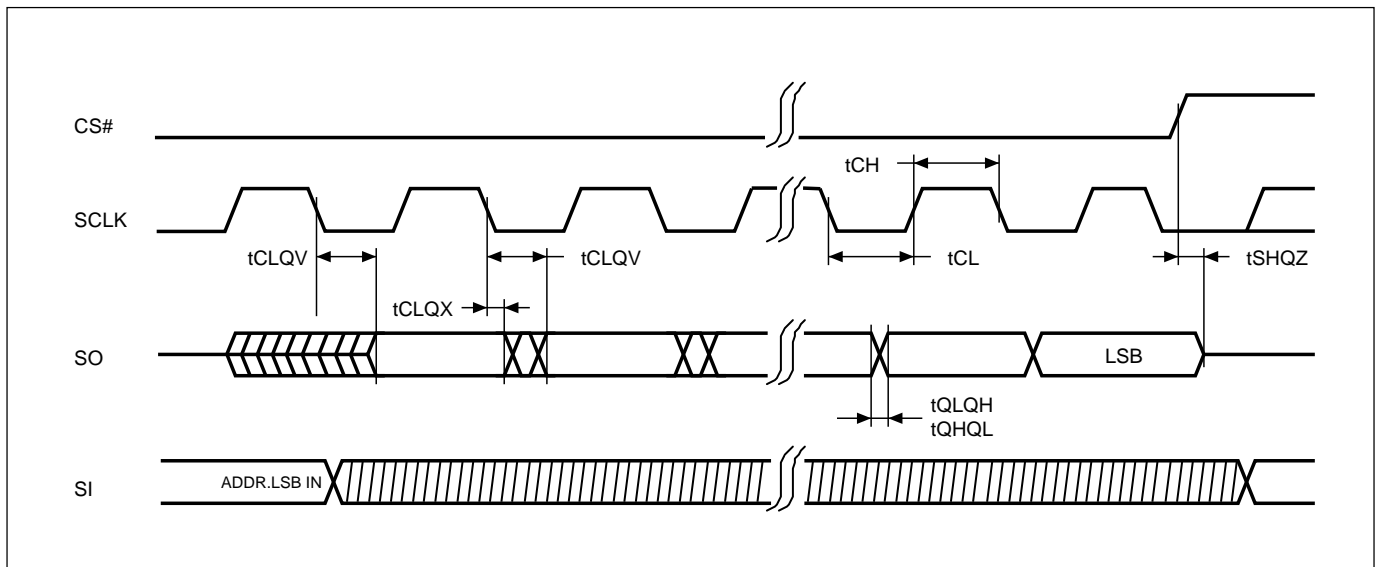 CS#
tCH
SCLK
tCLQV
tCLQV
tCL
tSHQZ
tCLQX
SO
LSB
tQLQH
tQHQL
SI
ADDR.LSB IN